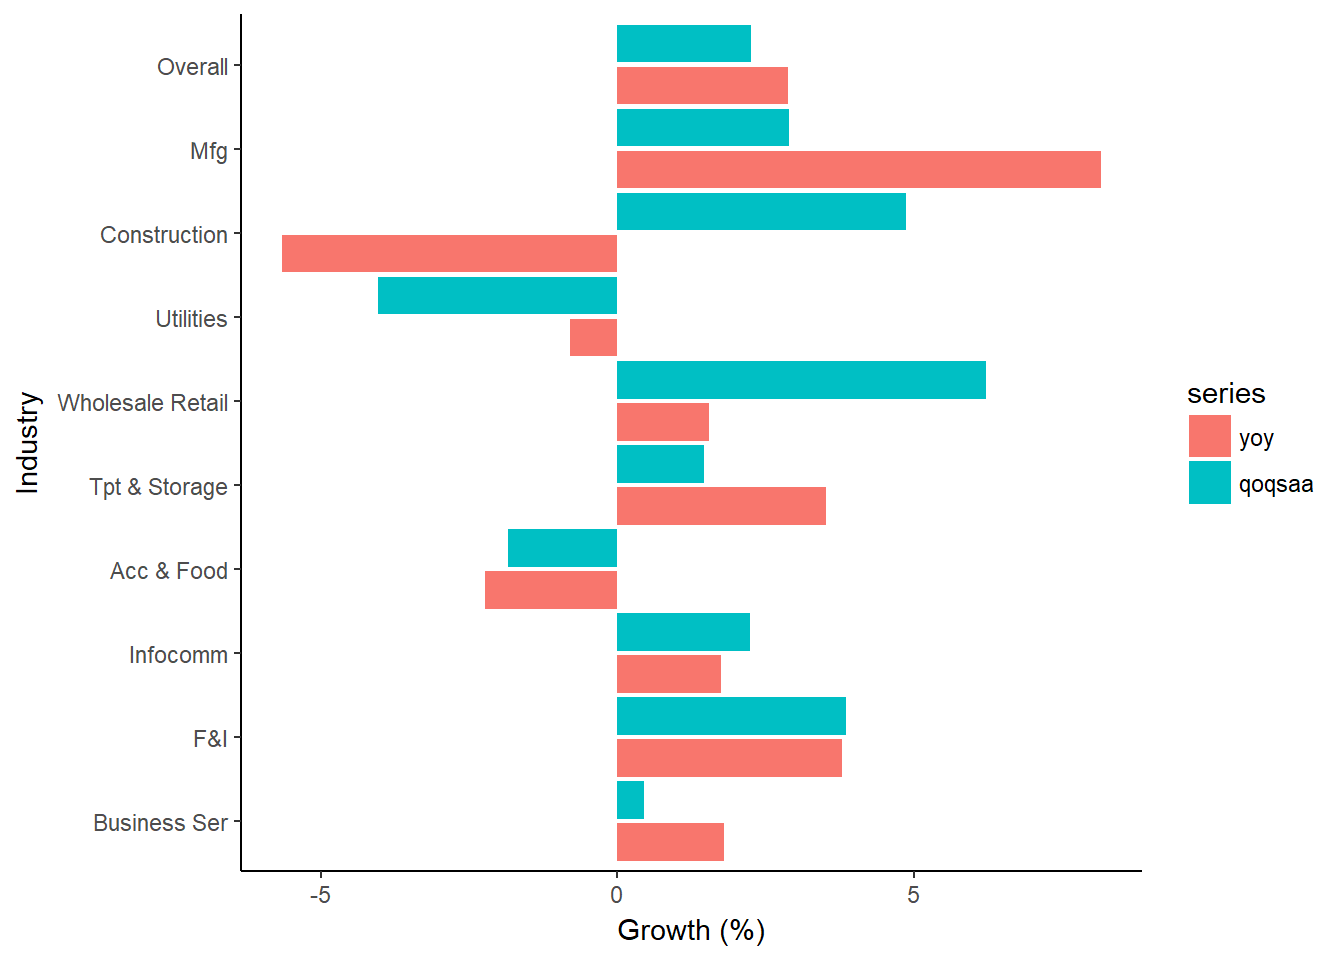 Overall
Mfg
Construction
Utilities
Wholesale Retail
Tpt & Storage
Acc & Food
Infocomm
F&I
Business Ser
Industry
-5 0 5
Growth (%)
series
yoy
qoqsaa